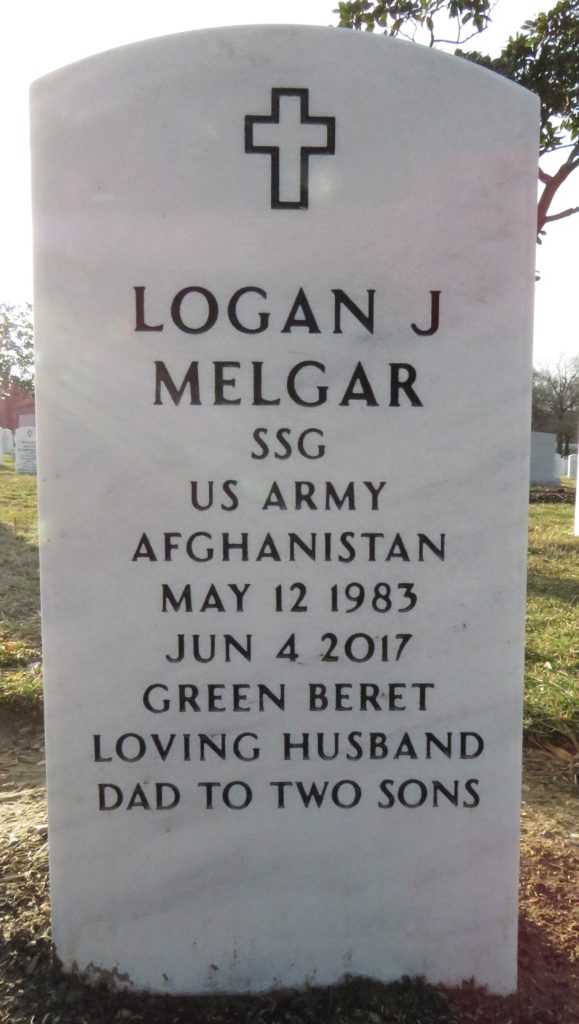 LOGAN J
MELGAR
SSG
US ARMY
AFGHANISTAN
MAY 12 1983
JUN 4 2017
GREEN BERET
LOVING HUSBAND
DAD TO TWO SONS